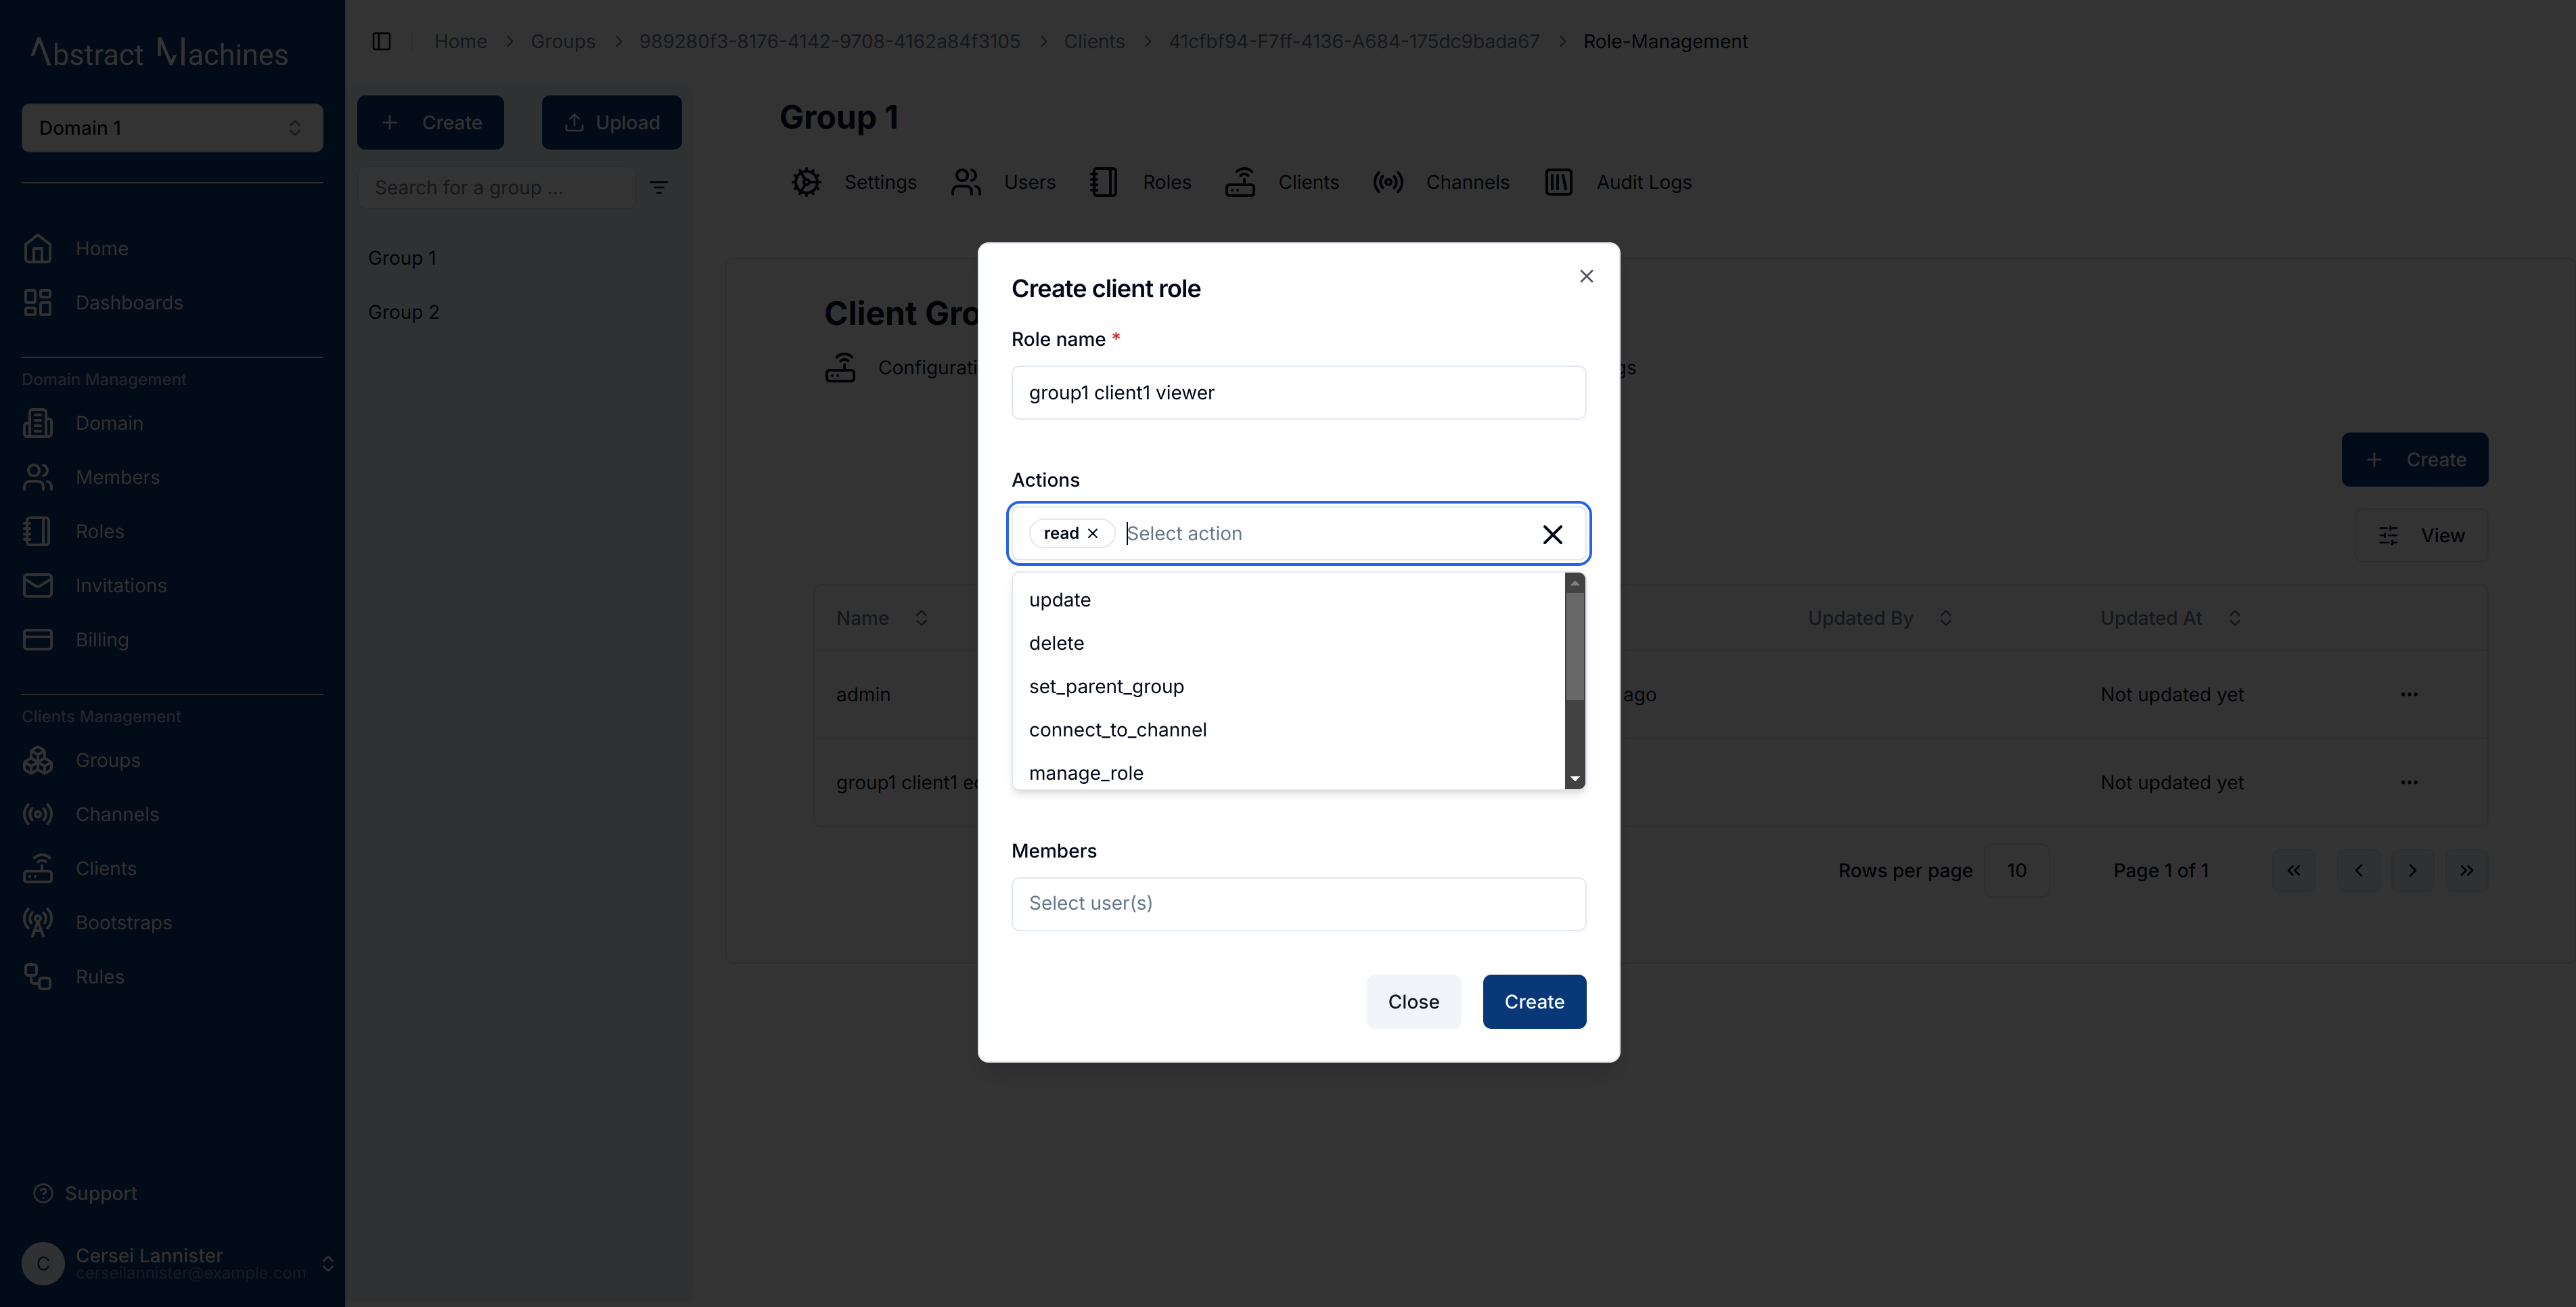 Abstract Machines
Domain 1
Home
Dashboards
Domain Management
Domain
Members
Roles
Invitations
Billing
Clients Management
Groups
Channels
Clients
Bootstraps
Rules
Support
C
Cersei Lannister
cerseilannister@example.com
Home > Groups > 989280f3-8176-4142-9708-4162a84f3105 > Clients > 41cfbf94-F7ff-4136-A684-175dc9bada67 > Role-Management
+ Create
Upload
Search for a group ...
Group 1
Group 2
Group 1
Settings
Users
Roles
Clients
Channels
Audit Logs
Client Gro
Configurati
gs
+ Create
View
Name
Updated By
Updated At
admin
ago
Not updated yet
group1 client1 e
Not updated yet
Rows per page
10
Page 1 of 1
Create client role
Role name *
group1 client1 viewer
Actions
read
Select action
update
delete
set_parent_group
connect_to_channel
manage_role
Members
Select user(s)
Close
Create